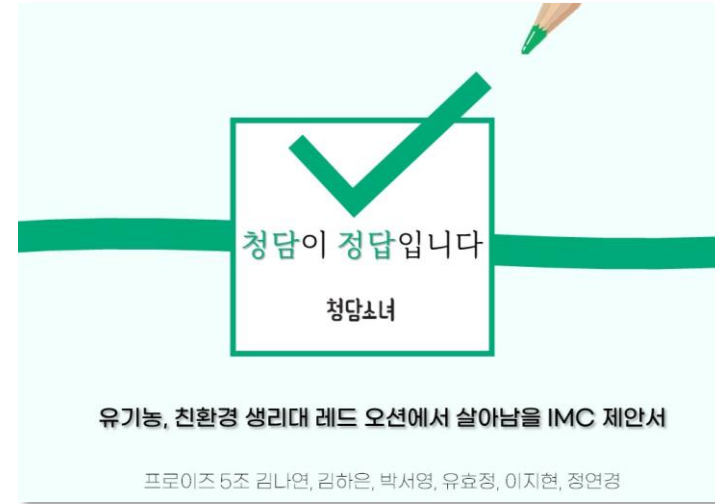 청담이 정답입니다
청담소녀
유기농, 친환경 생리대 레드 오션에서 살아남을 IMC 제안서
프로이즈 5조 김나연, 김하은, 박서영, 유효정, 이지현, 정연경